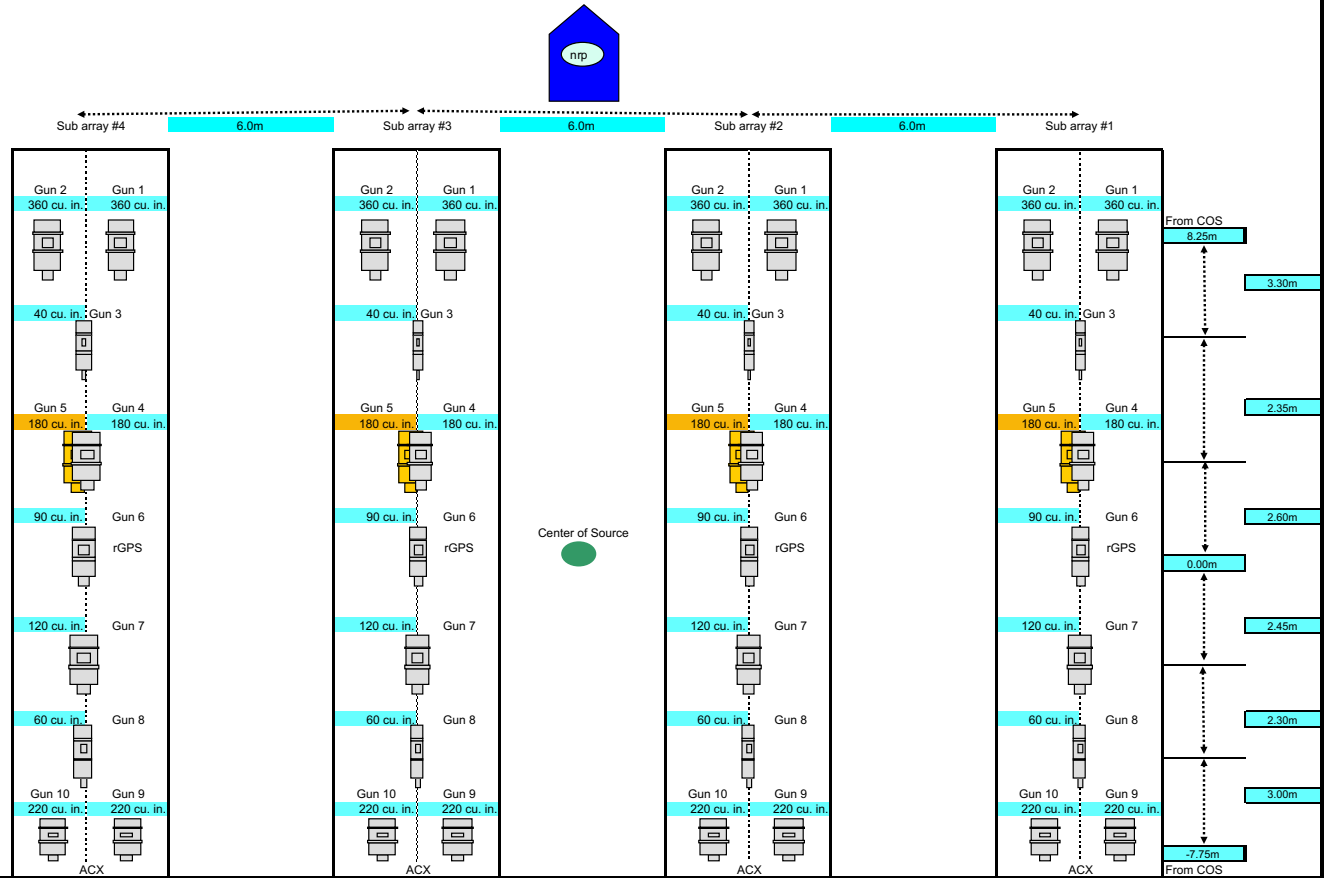 nrp
Sub array #4 6.0m Sub array #3 6.0m Sub array #2 6.0m Sub array #1
Gun 2 Gun 1 Gun 2 Gun 1 Gun 2 Gun 1 Gun 2 Gun 1
360 cu. in. 360 cu. in. 360 cu. in. 360 cu. in. 360 cu. in. 360 cu. in. 360 cu. in. 360 cu. in.
From COS
8.25m
3.30m
40 cu. in. Gun 3 40 cu. in. Gun 3 40 cu. in. Gun 3 40 cu. in. Gun 3
Gun 5 Gun 4 Gun 5 Gun 4 Gun 5 Gun 4 Gun 5 Gun 4
2.35m
180 cu. in. 180 cu. in. 180 cu. in. 180 cu. in. 180 cu. in. 180 cu. in. 180 cu. in. 180 cu. in.
90 cu. in. Gun 6 90 cu. in. Gun 6 90 cu. in. Gun 6 90 cu. in. Gun 6 2.60m
Center of Source
rGPS rGPS rGPS rGPS
0.00m
120 cu. in. Gun 7 120 cu. in. Gun 7 120 cu. in. Gun 7 120 cu. in. Gun 7 2.45m
60 cu. in. Gun 8 60 cu. in. Gun 8 60 cu. in. Gun 8 60 cu. in. Gun 8 2.30m
Gun 10 Gun 9 Gun 10 Gun 9 Gun 10 Gun 9 Gun 10 Gun 9 3.00m
220 cu. in. 220 cu. in. 220 cu. in. 220 cu. in. 220 cu. in. 220 cu. in. 220 cu. in. 220 cu. in.
-7.75m
ACX ACX ACX ACX From COS